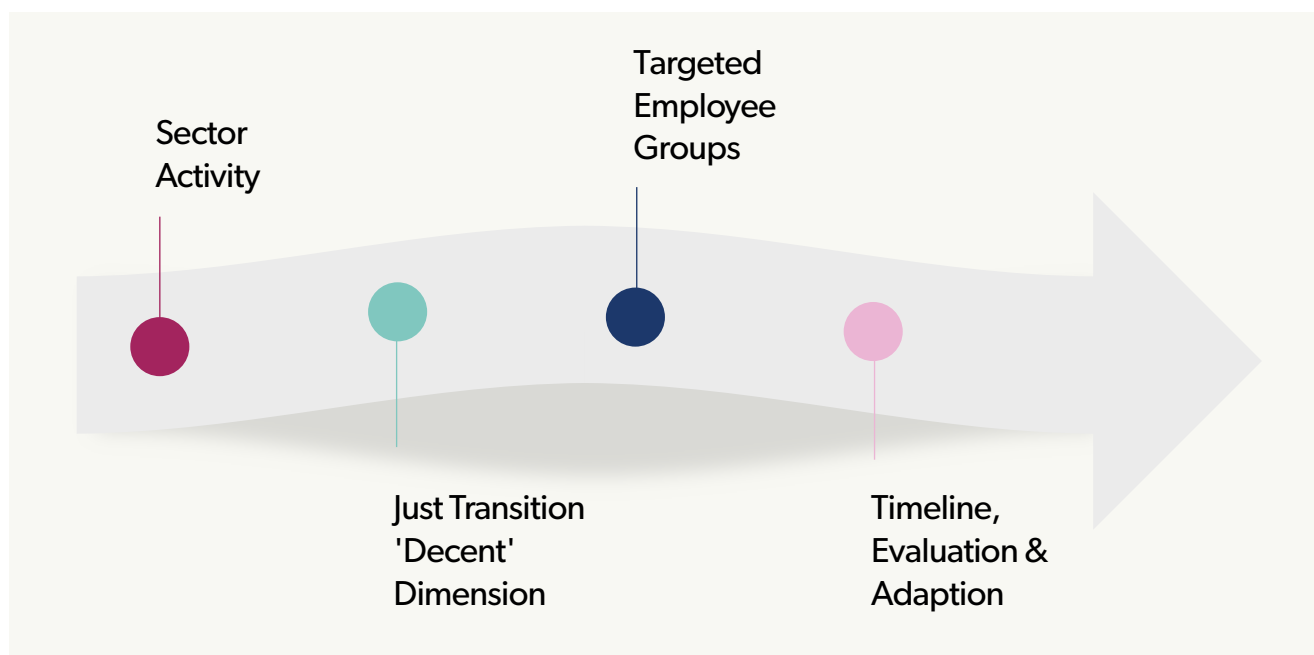 Sector
Activity
Just Transition
'Decent'
Dimension
Targeted
Employee
Groups
Timeline,
Evaluation &
Adaption